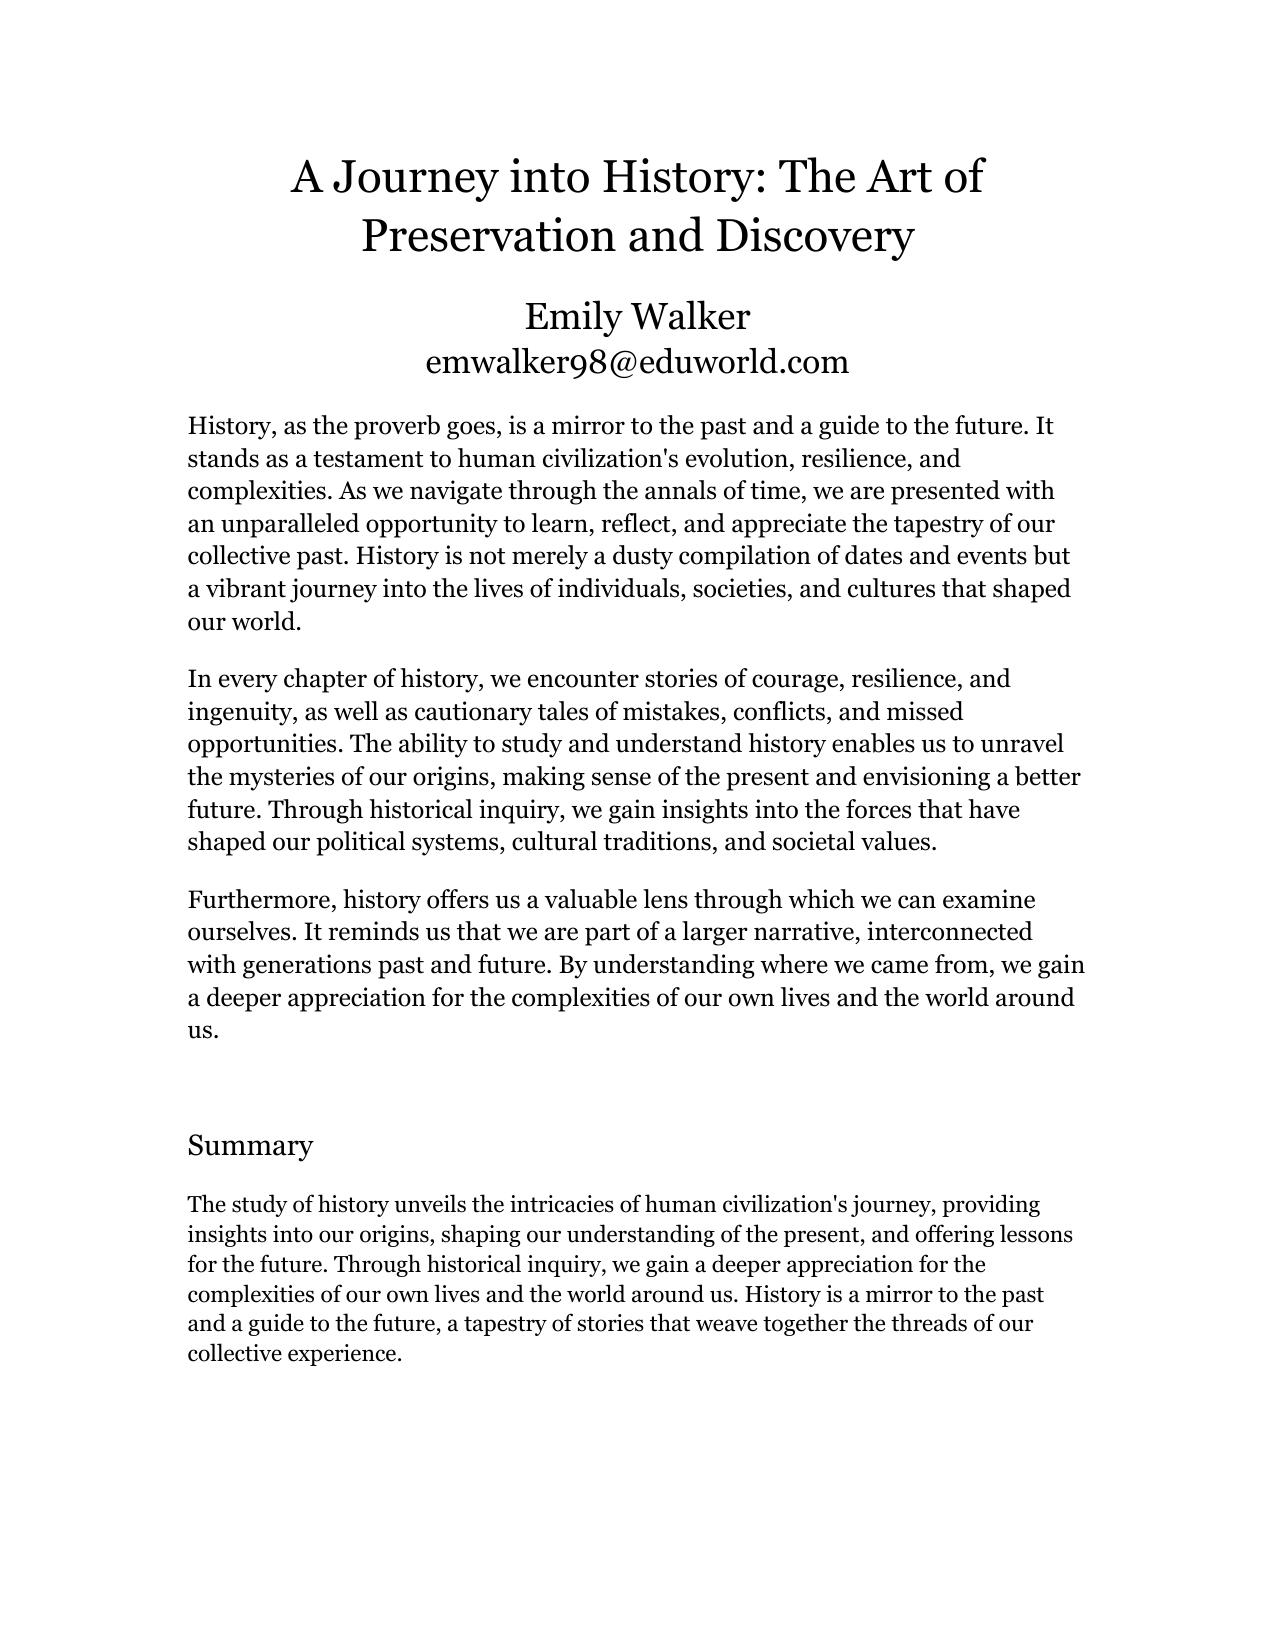 A Journey into History: The Art of
Preservation and Discovery
Emily Walker
emwalker98@eduworld.com
History, as the proverb goes, is a mirror to the past and a guide to the future. It
stands as a testament to human civilization's evolution, resilience, and
complexities. As we navigate through the annals of time, we are presented with
an unparalleled opportunity to learn, reflect, and appreciate the tapestry of our
collective past. History is not merely a dusty compilation of dates and events but
a vibrant journey into the lives of individuals, societies, and cultures that shaped
our world.
In every chapter of history, we encounter stories of courage, resilience, and
ingenuity, as well as cautionary tales of mistakes, conflicts, and missed
opportunities. The ability to study and understand history enables us to unravel
the mysteries of our origins, making sense of the present and envisioning a better
future. Through historical inquiry, we gain insights into the forces that have
shaped our political systems, cultural traditions, and societal values.
Furthermore, history offers us a valuable lens through which we can examine
ourselves. It reminds us that we are part of a larger narrative, interconnected
with generations past and future. By understanding where we came from, we gain
a deeper appreciation for the complexities of our own lives and the world around
us.
Summary
The study of history unveils the intricacies of human civilization's journey, providing
insights into our origins, shaping our understanding of the present, and offering lessons
for the future. Through historical inquiry, we gain a deeper appreciation for the
complexities of our own lives and the world around us. History is a mirror to the past
and a guide to the future, a tapestry of stories that weave together the threads of our
collective experience.